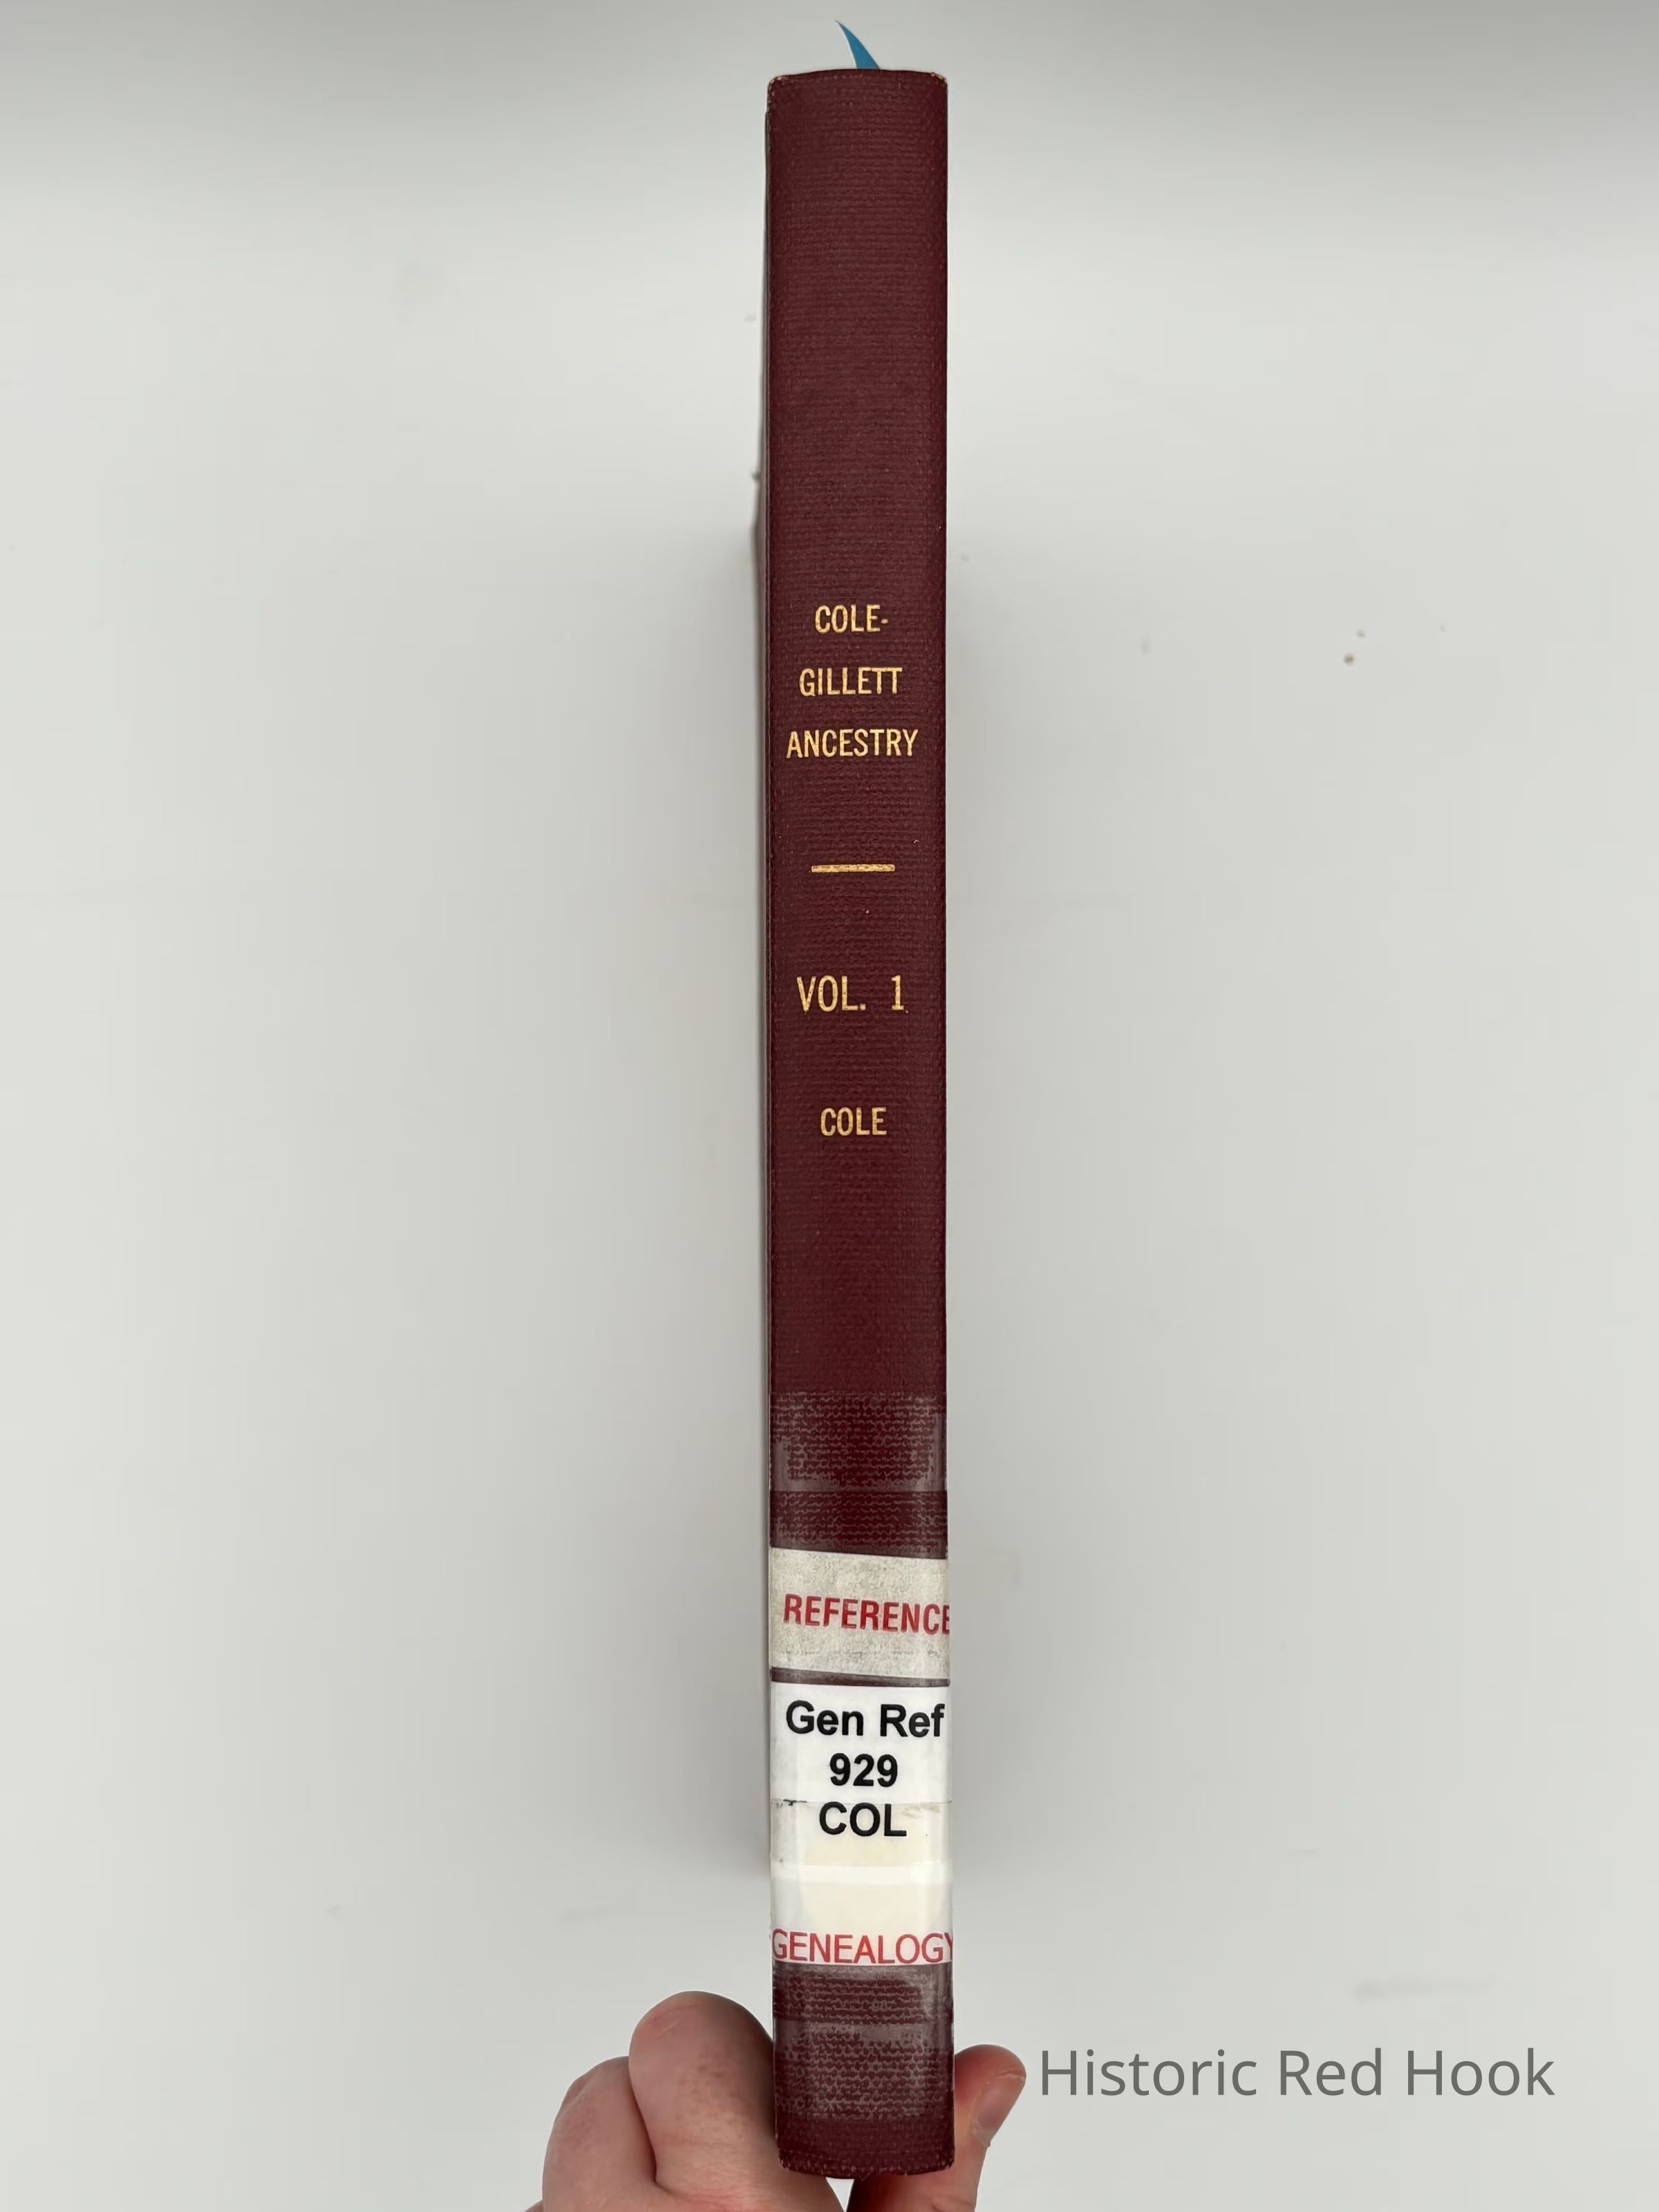 COLE-
GILLETT
ANCESTRY
VOL. 1
COLE
REFERENCE
Gen Ref
929
COL
GENEALOGY
Historic Red Hook